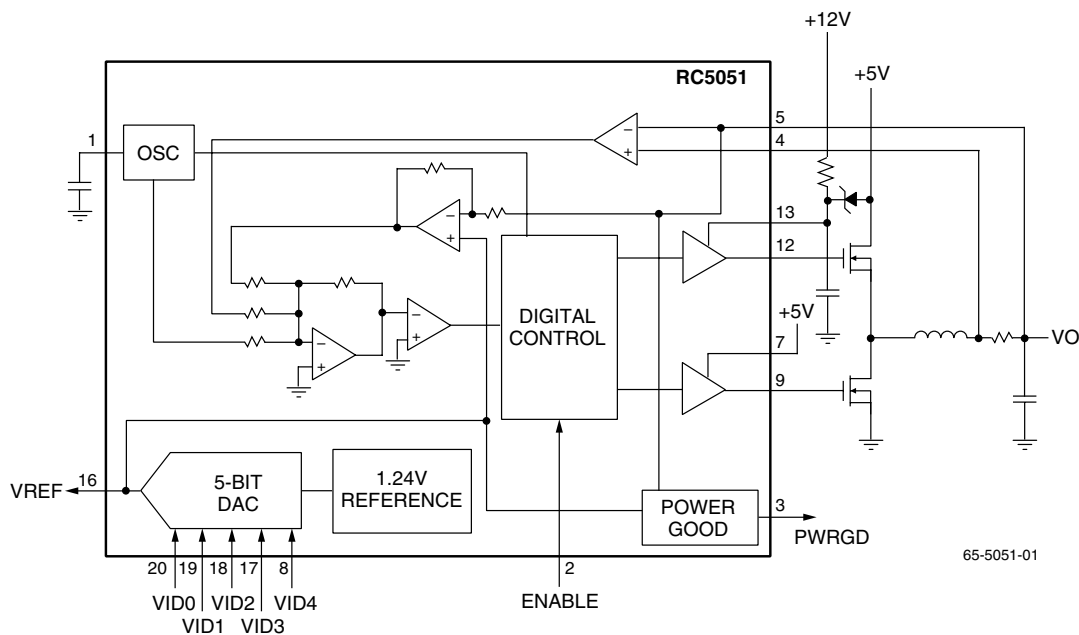 +12V
RC5051
+5V
5
4
1
OSC
13
12
DIGITAL
CONTROL
+5V
7
VO
9
VREF
16
5-BIT
DAC
1.24V
REFERENCE
POWER
GOOD
3
PWRGD
65-5051-01
20
19
18
17
8
2
VID0
VID2
VID4
ENABLE
VID1
VID3